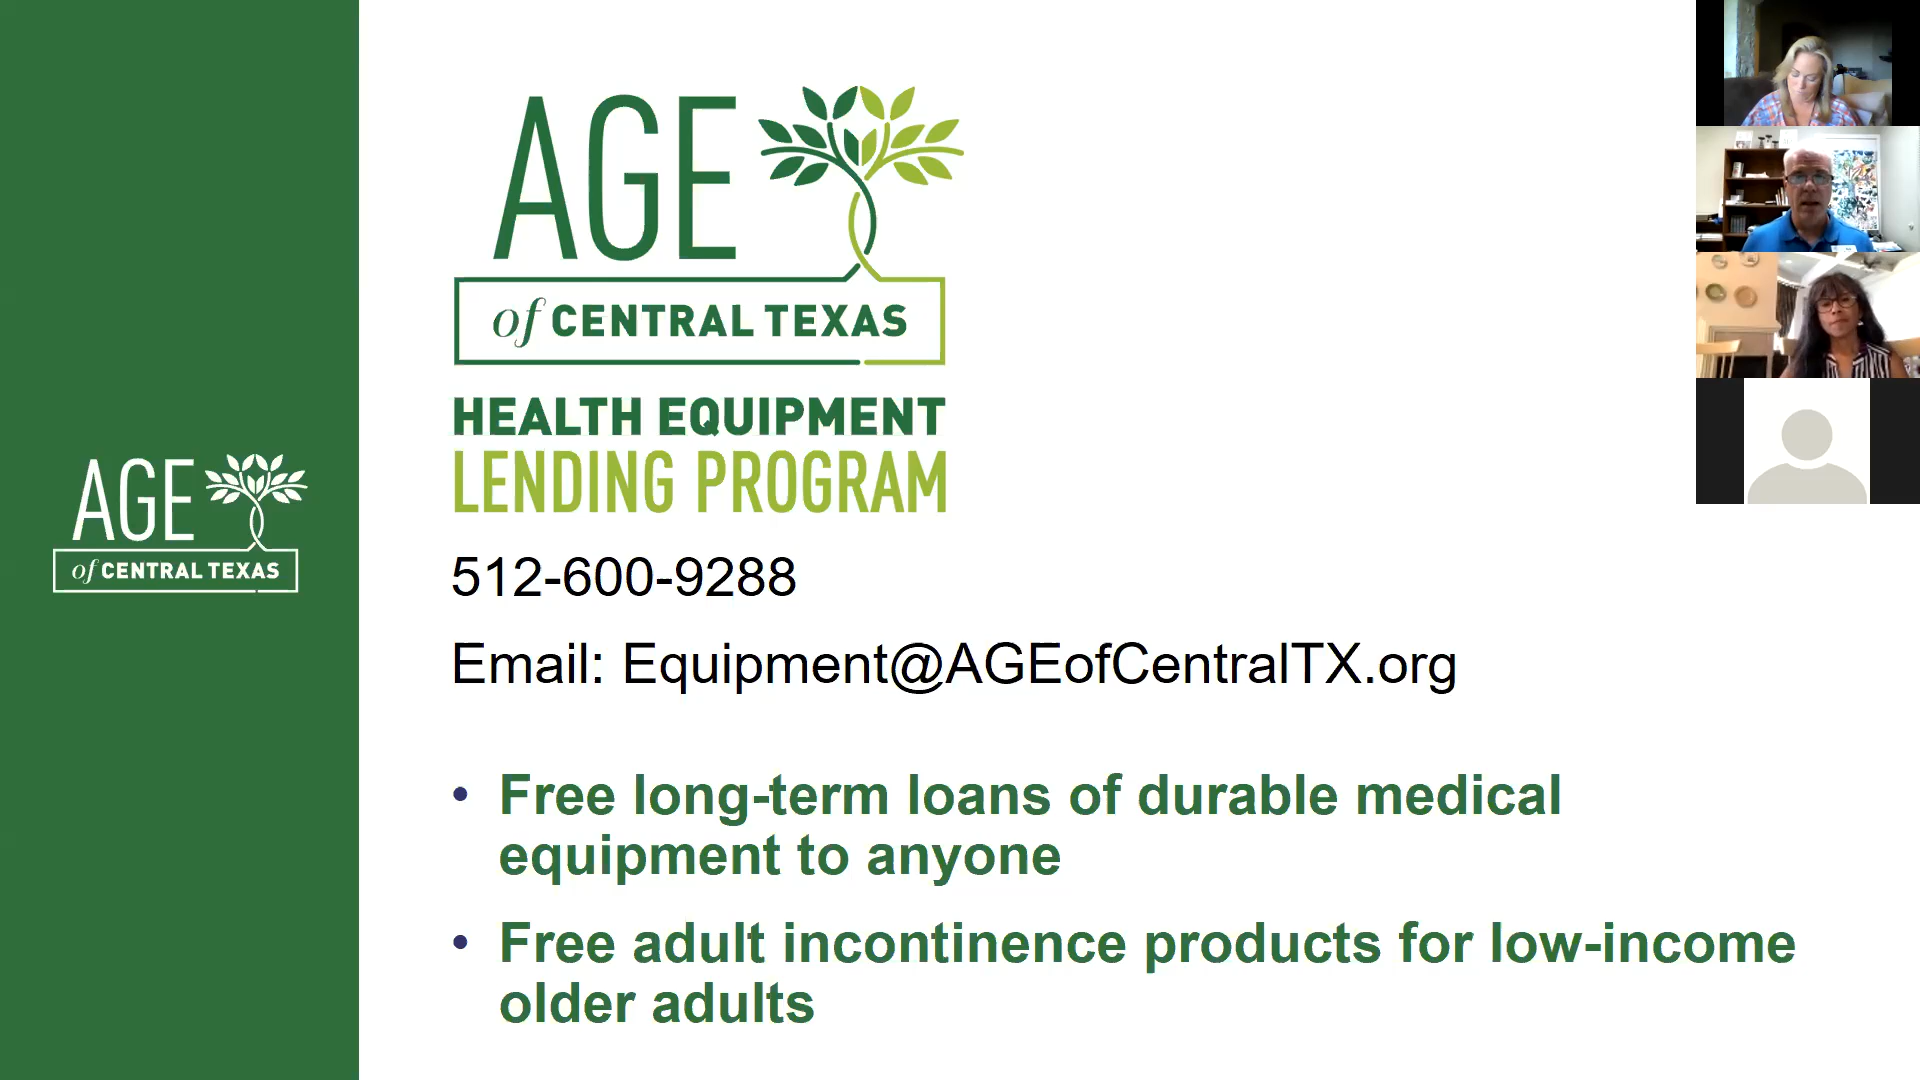 AGE
of CENTRAL TEXAS
AGE
of CENTRAL TEXAS
HEALTH EQUIPMENT
LENDING PROGRAM
512-600-9288
Email: Equipment@AGEofCentralTX.org
• Free long-term loans of durable medical
equipment to anyone
• Free adult incontinence products for low-income
older adults